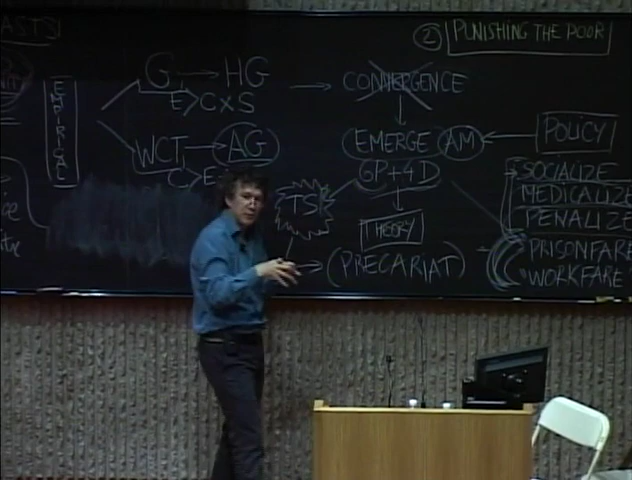 ASTS
② PUNISHING THE POOR
EMPIRICAL
G → HG → CONVERGENCE
E>C×S
WCT → AG
C>E
EMERGE AM ← POLICY
GP+4D
TS
THEORY
(PRECARIAT)
SOCIALIZE
MEDICALIZE
PENALIZE
PRISONFARE
WORKFARE